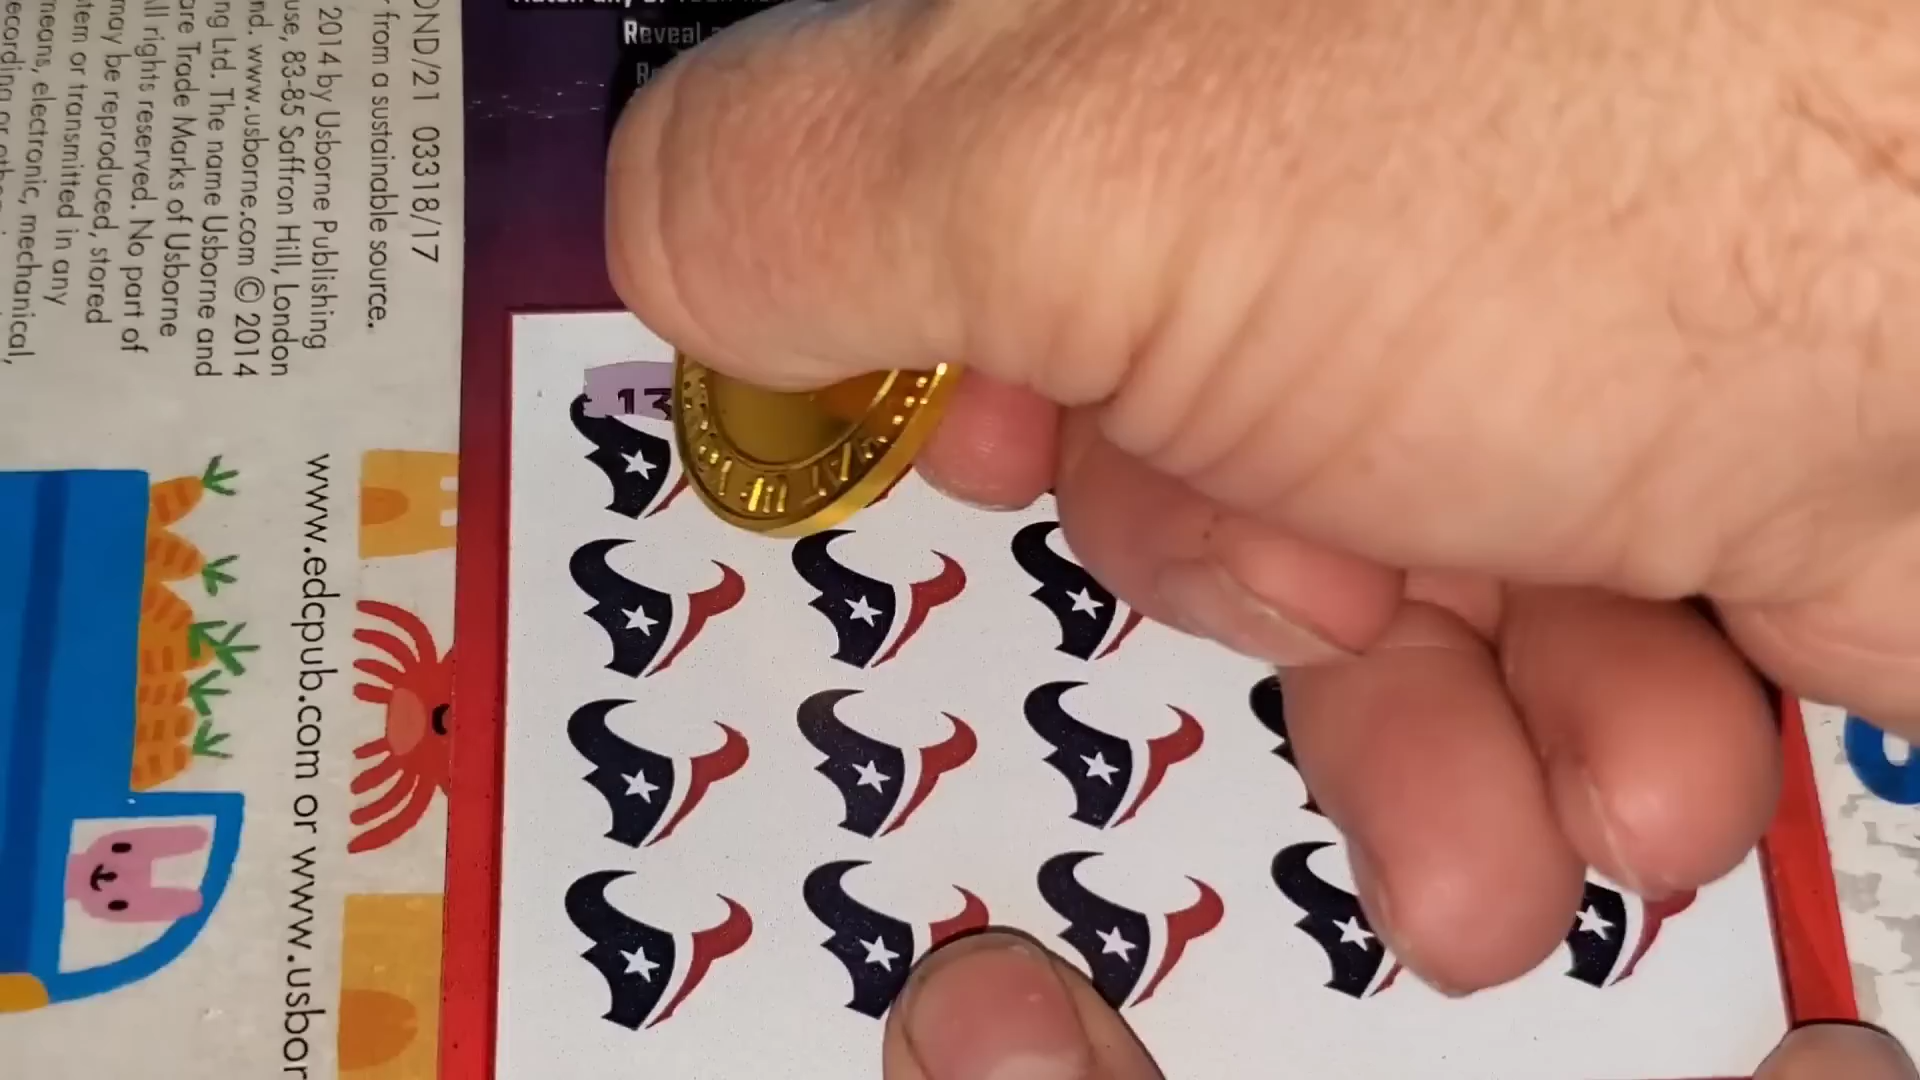 OND/21 03318/17
from a sustainable source.
2014 by Usborne Publishing
use, 83-85 Saffron Hill, London
nd. www.usborne.com © 2014
ng Ltd. The name Usborne and
are Trade Marks of Usborne
ll rights reserved. No part of
may be reproduced, stored
tem or transmitted in any
means, electronic, mechanical,
www.edcpub.com or www.usbor
Reveal
13